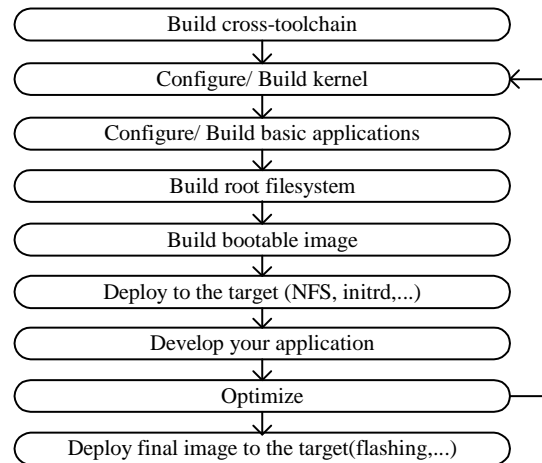 Build cross-toolchain
Configure/ Build kernel
Configure/ Build basic applications
Build root filesystem
Build bootable image
Deploy to the target (NFS, initrd,...)
Develop your application
Optimize
Deploy final image to the target(flashing,...)